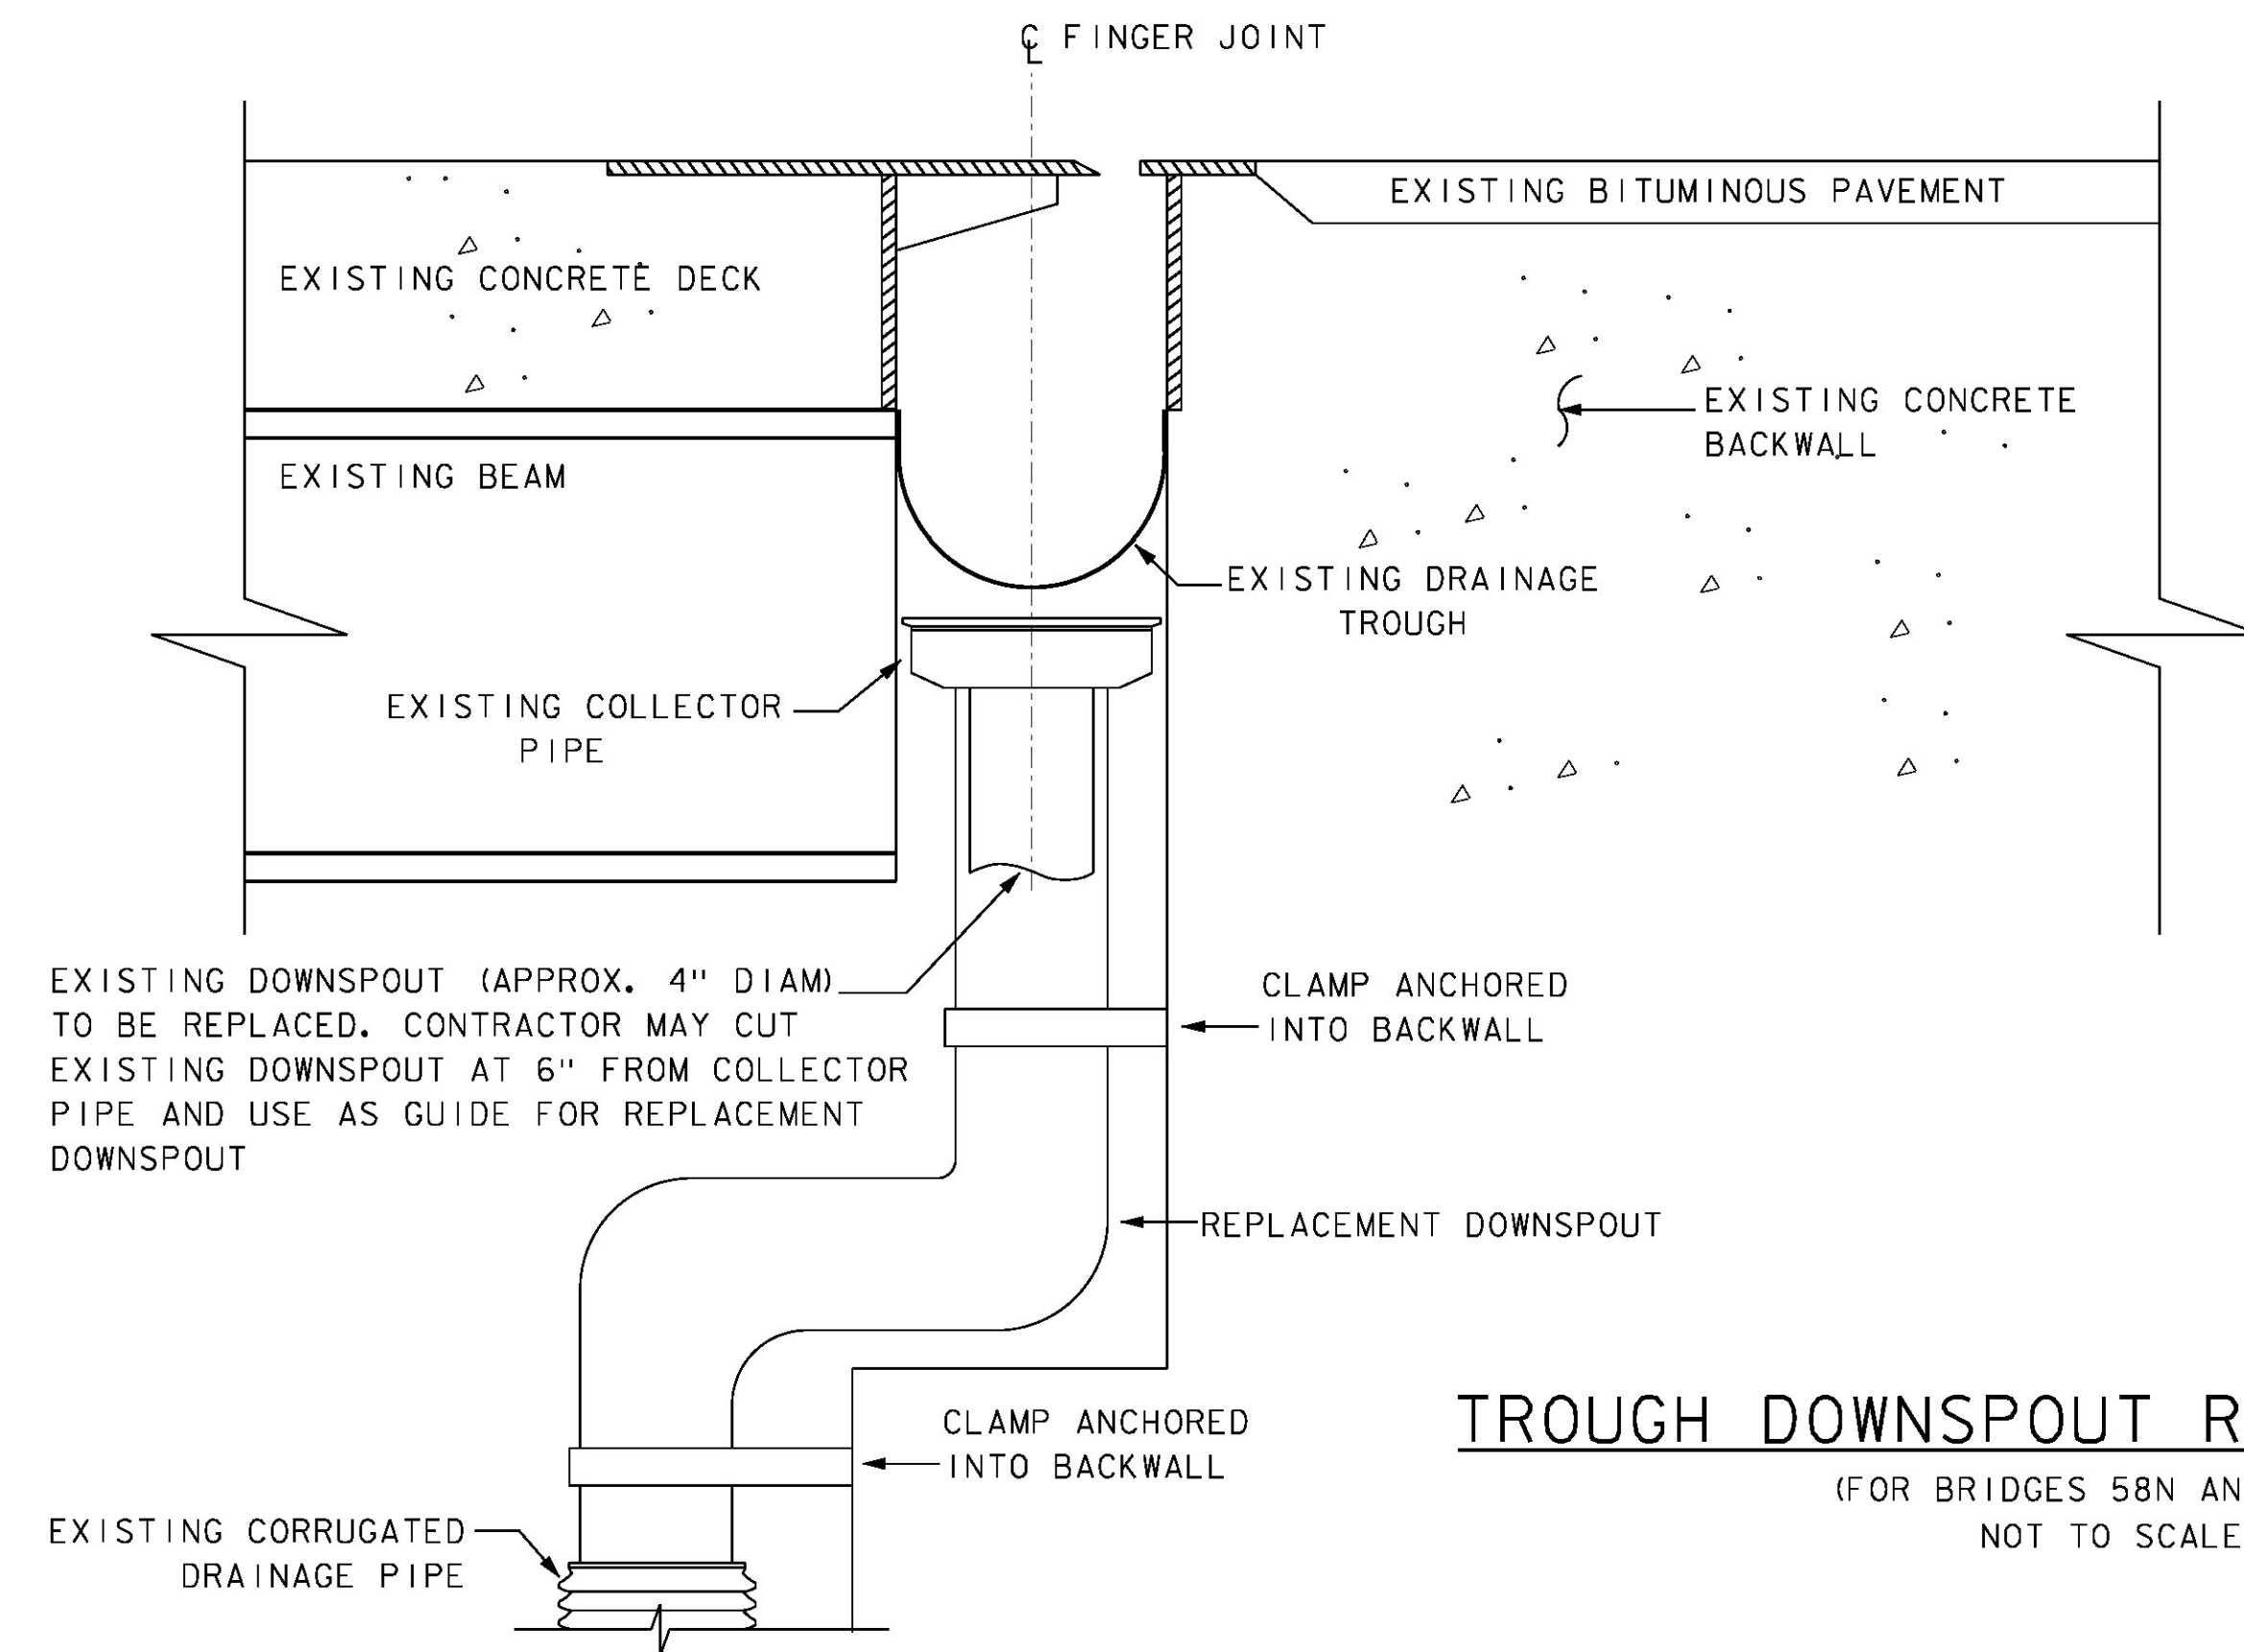 ℄ FINGER JOINT
EXISTING BITUMINOUS PAVEMENT
EXISTING CONCRETE DECK
EXISTING CONCRETE
BACKWALL
EXISTING BEAM
EXISTING DRAINAGE
TROUGH
EXISTING COLLECTOR
PIPE
EXISTING DOWNSPOUT (APPROX. 4" DIAM)
TO BE REPLACED. CONTRACTOR MAY CUT
EXISTING DOWNSPOUT AT 6" FROM COLLECTOR
PIPE AND USE AS GUIDE FOR REPLACEMENT
DOWNSPOUT
CLAMP ANCHORED
INTO BACKWALL
REPLACEMENT DOWNSPOUT
CLAMP ANCHORED
INTO BACKWALL
EXISTING CORRUGATED
DRAINAGE PIPE
TROUGH DOWNSPOUT R
(FOR BRIDGES 58N AN
NOT TO SCALE